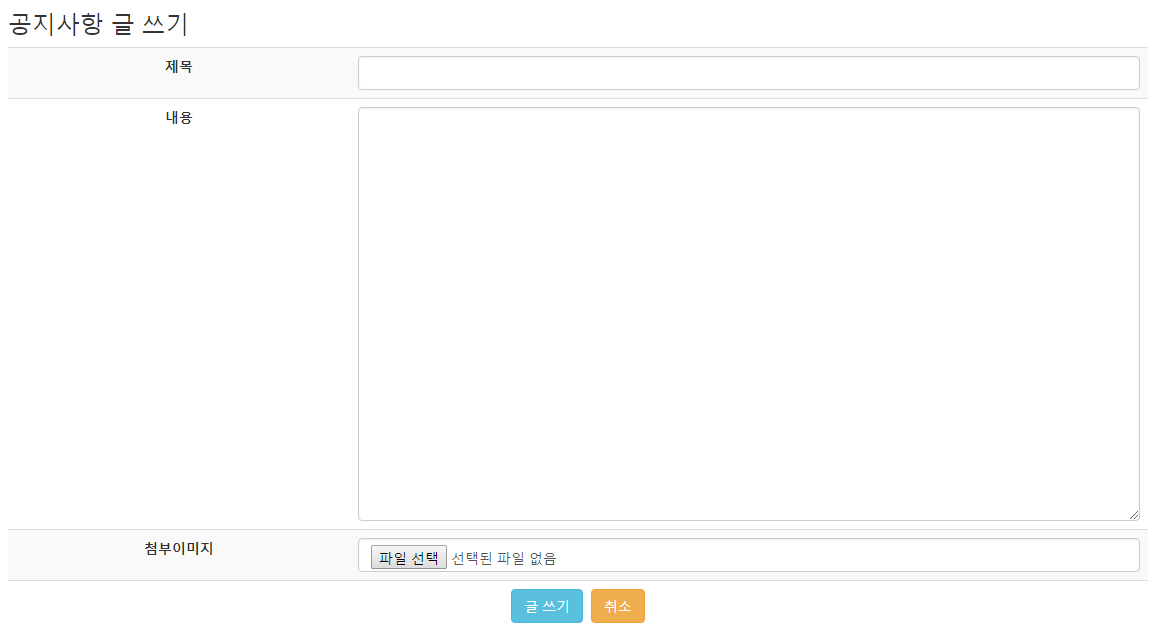 공지사항 글 쓰기
제목
내용
첨부이미지
파일 선택 선택된 파일 없음
글 쓰기 취소